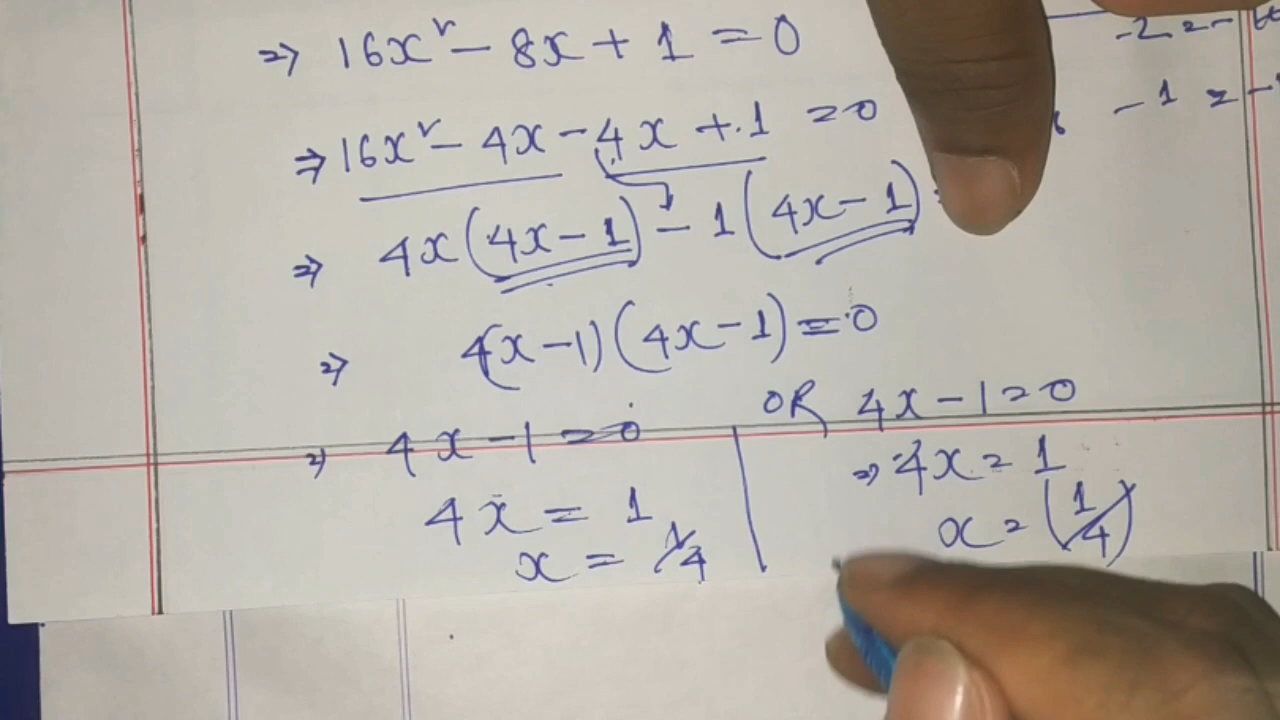 ⇒ 16x² - 8x + 1 = 0
⇒ 16x² - 4x - 4x + 1 = 0
⇒ 4x(4x - 1) - 1(4x - 1)
⇒ (4x - 1)(4x - 1) = 0
⇒ 4x - 1 = 0 OR 4x - 1 = 0
4x = 1 ⇒ 4x = 1
x = 1/4 x = (1/4)